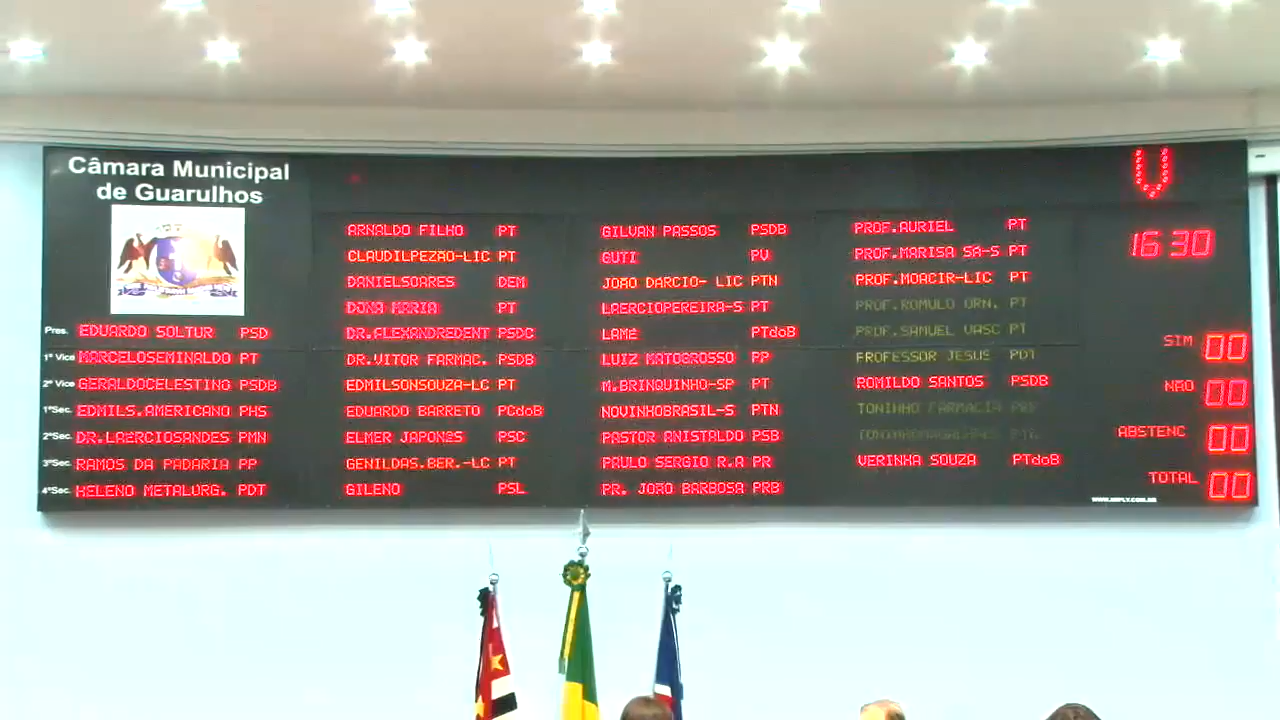 Câmara Municipal
de Guarulhos
Pres. EDUARDO SOLTUR PSD
1º Vice MARCELOSEMINALDO PT
2º Vice GERALDOCELESTINO PSDB
1ºSec. EDMILS.AMERICANO PHS
2ºSec. DR.LAERCIOSANDES PMN
3ºSec. RAMOS DA PADARIA PP
4ºSec. HELENO METALURG. PDT
ARNALDO FILHO PT
CLAUDILPEZAO-LIC PT
DANIELSOARES DEM
DONA MARIA PT
DR.ALEXANDREDENT PSDC
DR.VITOR FARMAC. PSDB
EDMILSONSOUZA-LC PT
EDUARDO BARRETO PCdoB
ELMER JAPONES PSC
GENILDAS.BER.-LC PT
GILENO PSL
GILVAN PASSOS PSDB
GUTI PV
JOAO DARCIO- LIC PTN
LAERCIOPEREIRA-S PT
LAMÉ PTdoB
LUIZ MATOGROSSO PP
M.BRINQUINHO-SP PT
NOVINHOBRASIL-S PTN
PASTOR ANISTALDO PSB
PAULO SERGIO R.A PR
PR. JOÃO BARBOSA PRB
PROF.AURIEL PT
PROF.MARISA SA-S PT
PROF.MOACIR-LIC PT
PROF.ROMULO ORN. PT
PROF.SAMUEL VASC PT
PROFESSOR JESUS PDT
ROMILDO SANTOS PSDB
TONINHO FARMACIA
VERINHA SOUZA PTdoB
V
16 30
SIM 00
NÃO 00
ABSTENC 00
TOTAL 00